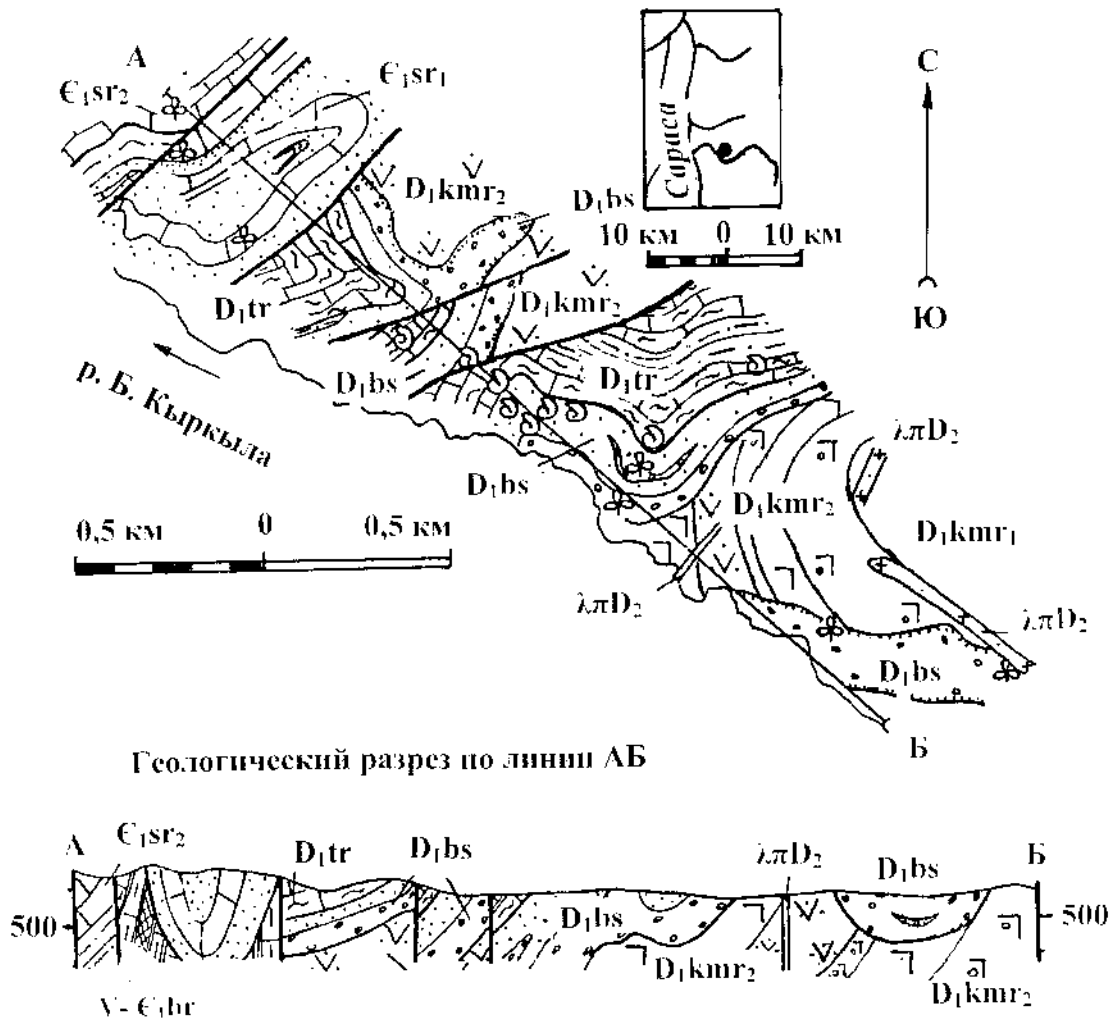 А
Є₁sr₂
Є₁sr₁
С
Сараса
D₁kmr₂
D₁bs
10 км 0 10 км
D₁kmr₂
Ю
D₁tr
D₁bs
D₁tr
р. Б. Кыркыла
λπD₂
D₁bs
D₁kmr₂
0,5 км 0 0,5 км
D₁kmr₁
λπD₂
λπD₂
D₁bs
Б
Геологический разрез по линии АБ
А
Є₁sr₂
D₁tr
D₁bs
λπD₂
D₁bs
Б
500
D₁bs
500
D₁kmr₂
D₁kmr₂
V- Є₁br